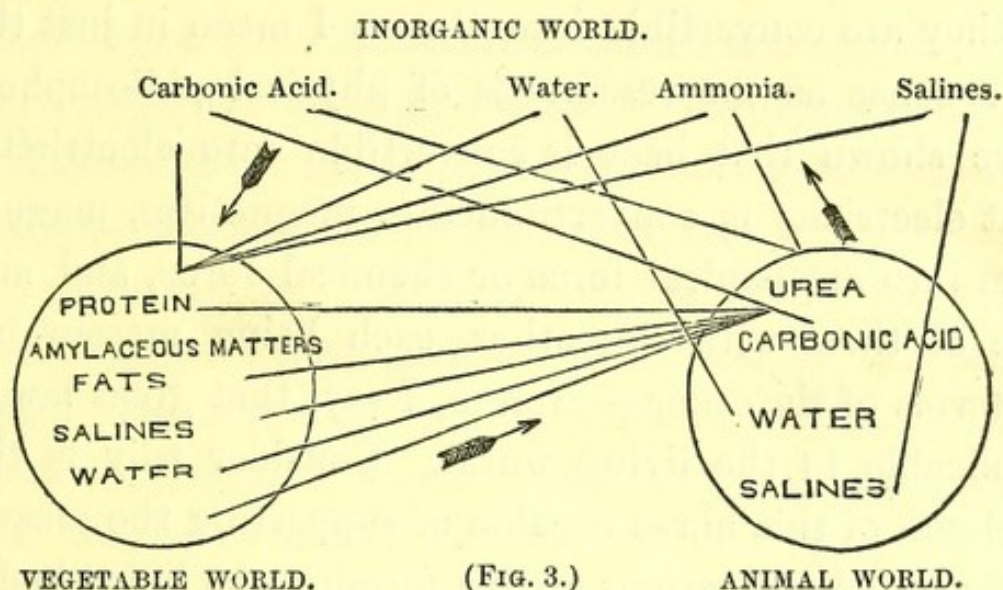 INORGANIC WORLD.
Carbonic Acid. Water. Ammonia. Salines.
PROTEIN
AMYLACEOUS MATTERS
FATS
SALINES
WATER
UREA
CARBONIC ACID
WATER
SALINES
VEGETABLE WORLD. (FIG. 3.) ANIMAL WORLD.